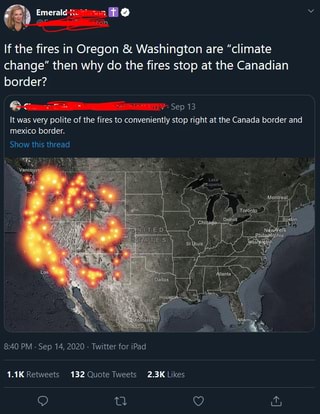 Emerald
If the fires in Oregon & Washington are “climate
change” then why do the fires stop at the Canadian
border?
Sep 13
It was very polite of the fires to conveniently stop right at the Canada border and
mexico border.
Show this thread
Vancouver
Montreal
Toronto
Chicago
Detroit
Boston
New York
Philadelphia
Washington
UNITED
St Louis
Los
Atlanta
Dallas
Houston
Miami
8:40 PM · Sep 14, 2020 · Twitter for iPad
1.1K Retweets 132 Quote Tweets 2.3K Likes